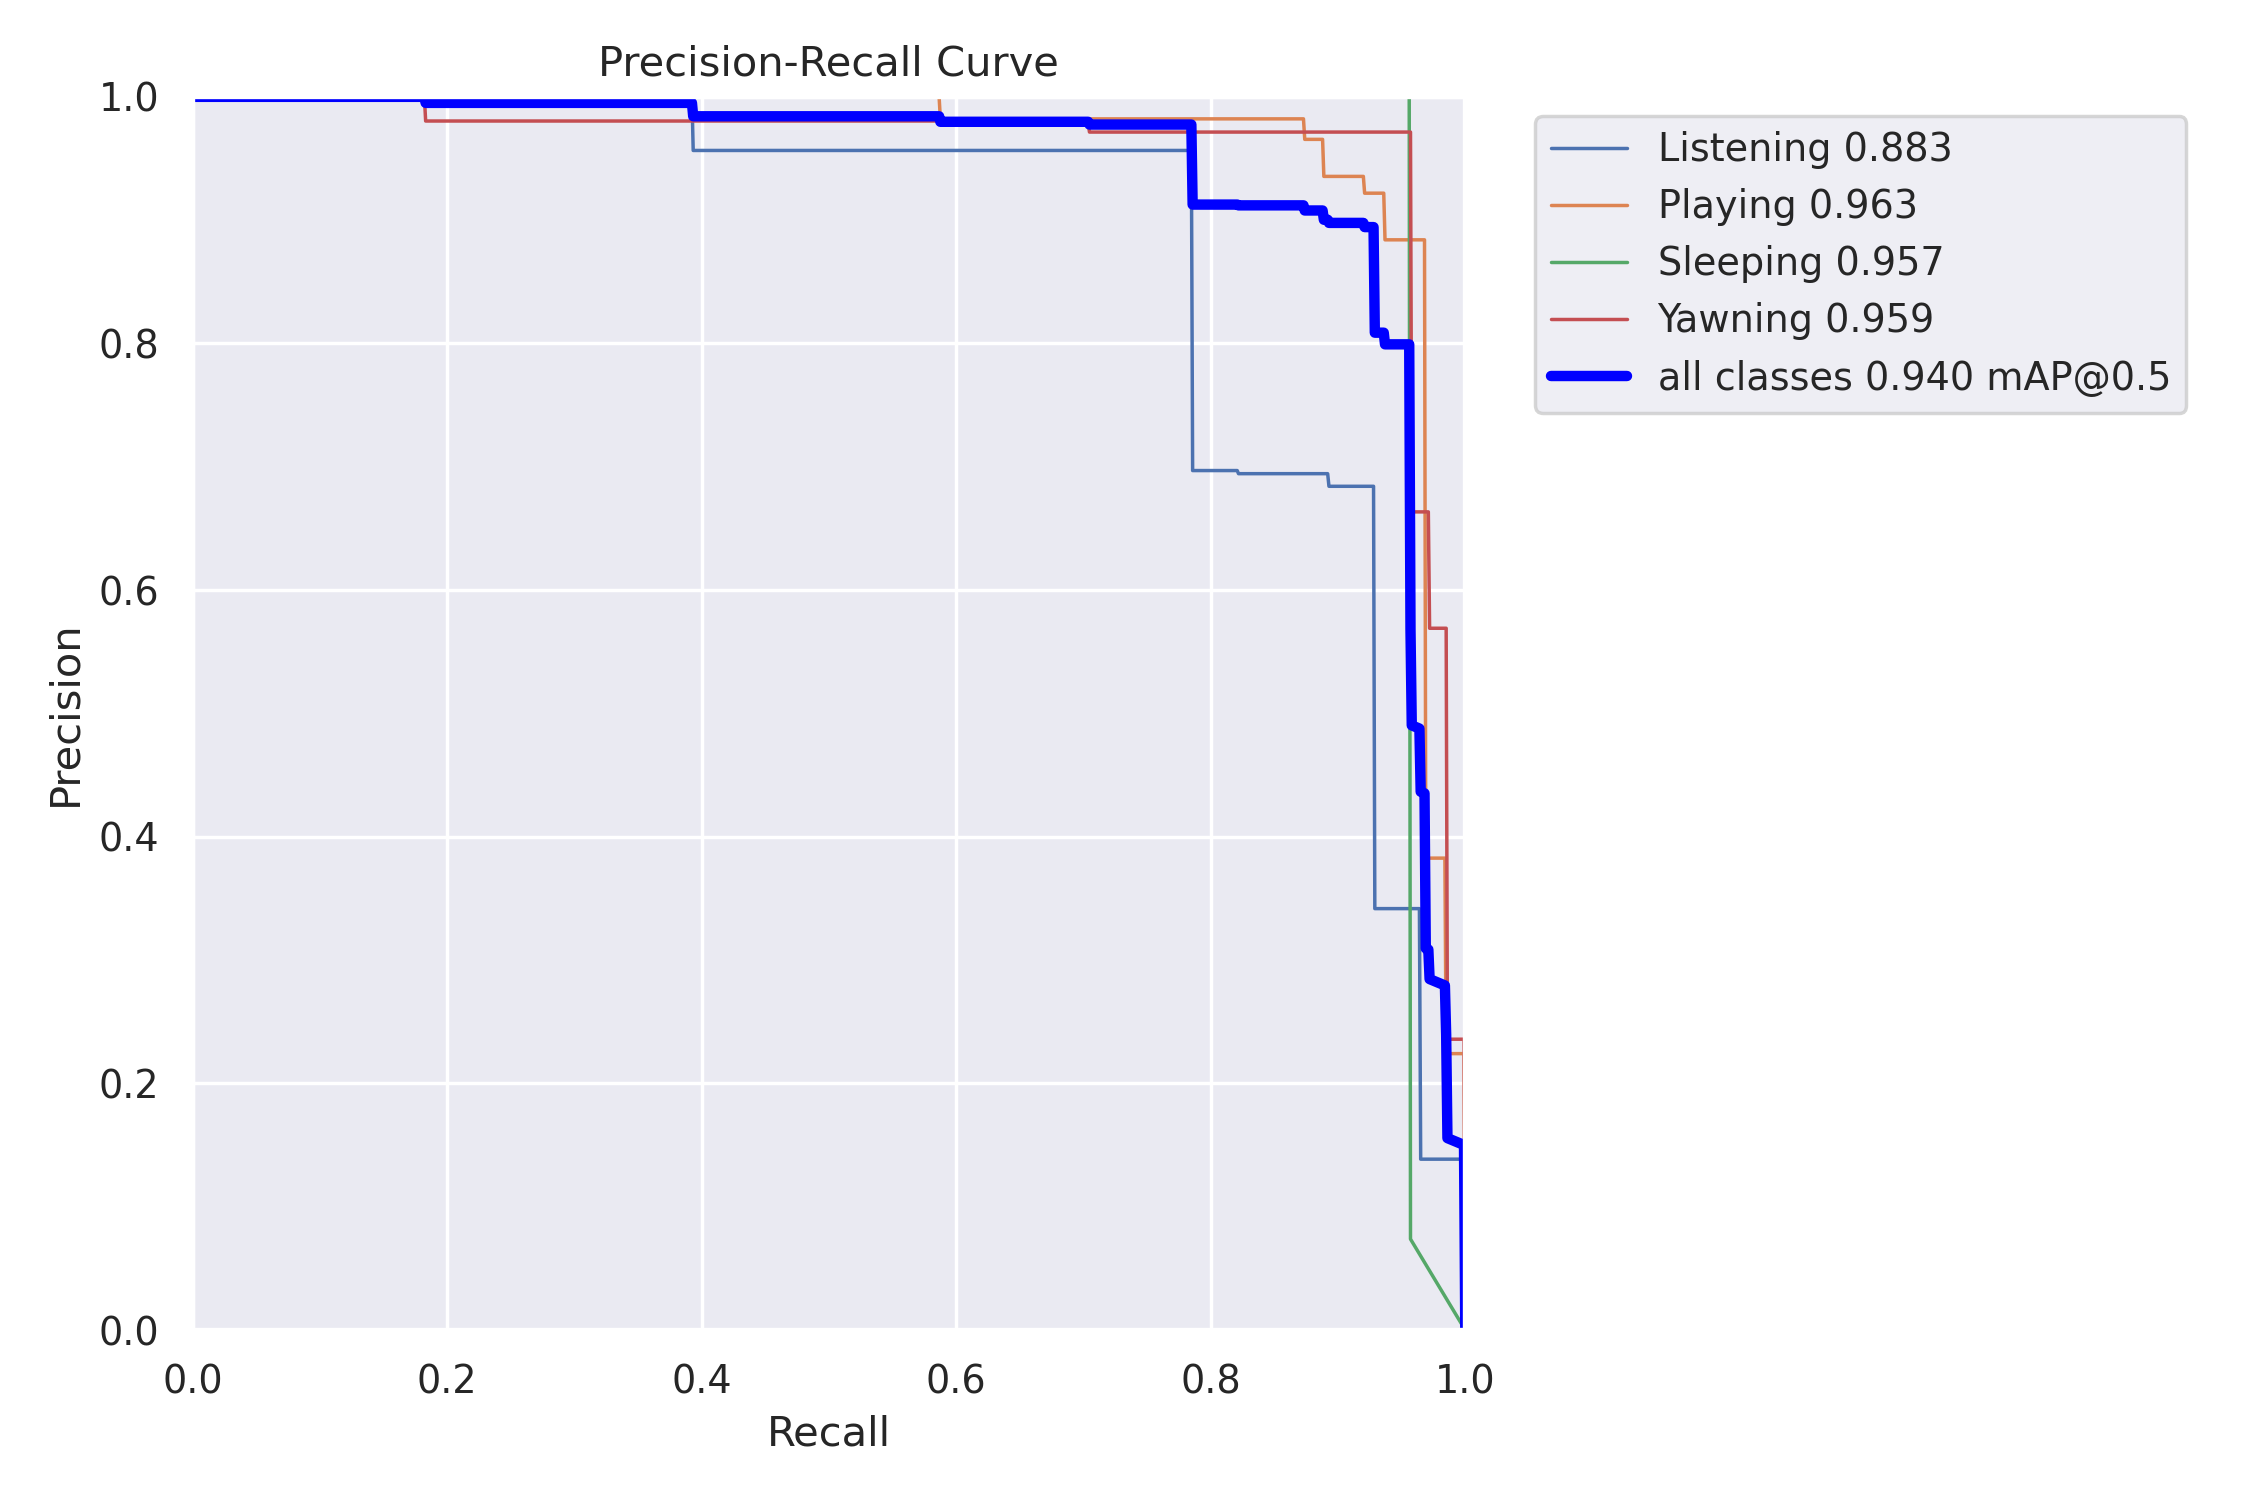 Precision-Recall Curve
1.0
0.8
0.6
0.4
0.2
0.0
Precision
0.0 0.2 0.4 0.6 0.8 1.0
Recall
Listening 0.883
Playing 0.963
Sleeping 0.957
Yawning 0.959
all classes 0.940 mAP@0.5